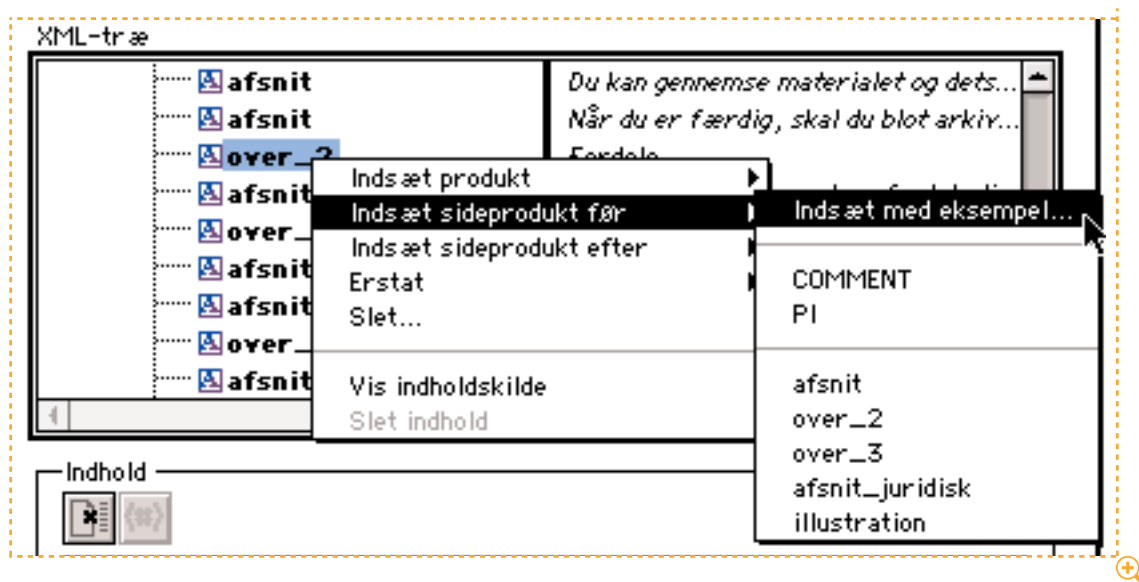 XML-træ
afsnit
Du kan gennemse materialet og dets...
afsnit
Når du er færdig, skal du blot arkiv...
over_2
Fordele
afsnit
over_
afsnit
afsnit
over_
afsnit
Indsæt produkt
Indsæt sideprodukt før
Indsæt sideprodukt efter
Erstat
Slet...
Vis indholdskilde
Slet indhold
Indsæt med eksempel...
COMMENT
PI
afsnit
over_2
over_3
afsnit_juridisk
illustration
Indhold